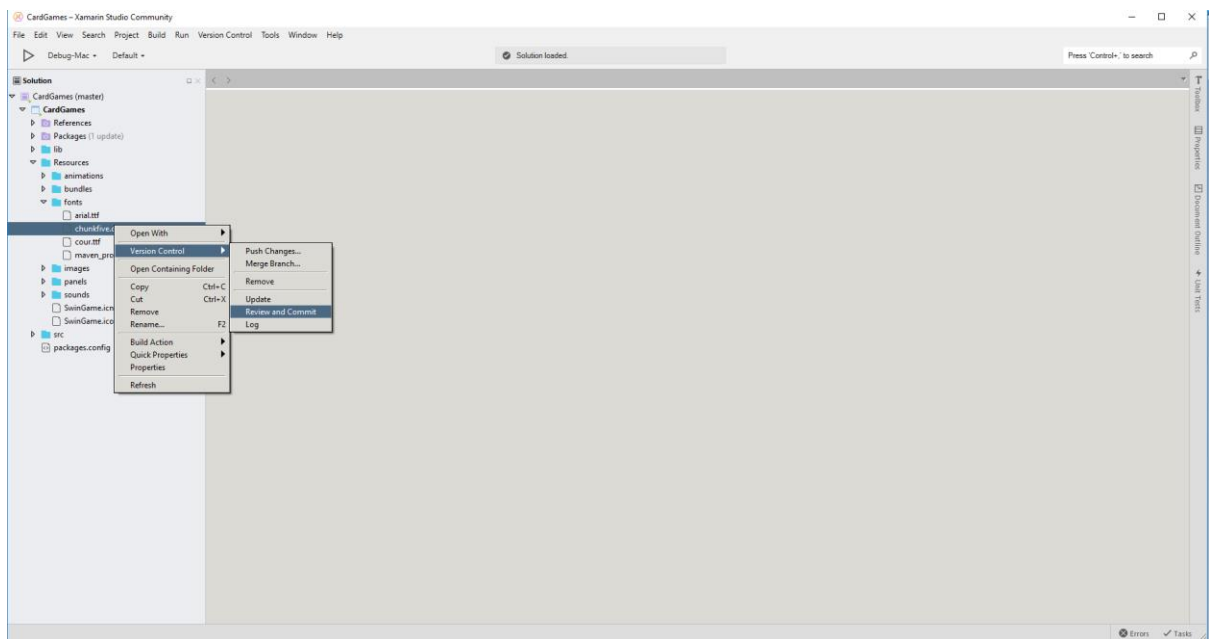 CardGames – Xamarin Studio Community
File Edit View Search Project Build Run Version Control Tools Window Help
Debug-Mac Default
Solution loaded.
Press 'Control+,' to search
Solution
CardGames (master)
CardGames
References
Packages (1 update)
lib
Resources
animations
bundles
fonts
arial.ttf
chunkfive.
cour.ttf
maven_pro
images
panels
sounds
SwinGame.icn
SwinGame.ico
src
packages.config
Open With
Version Control
Open Containing Folder
Copy Ctrl+C
Cut Ctrl+X
Remove
Rename... F2
Build Action
Quick Properties
Properties
Refresh
Push Changes...
Merge Branch...
Remove
Update
Review and Commit
Log
Toolbox
Properties
Document Outline
Unit Tests
Errors Tasks